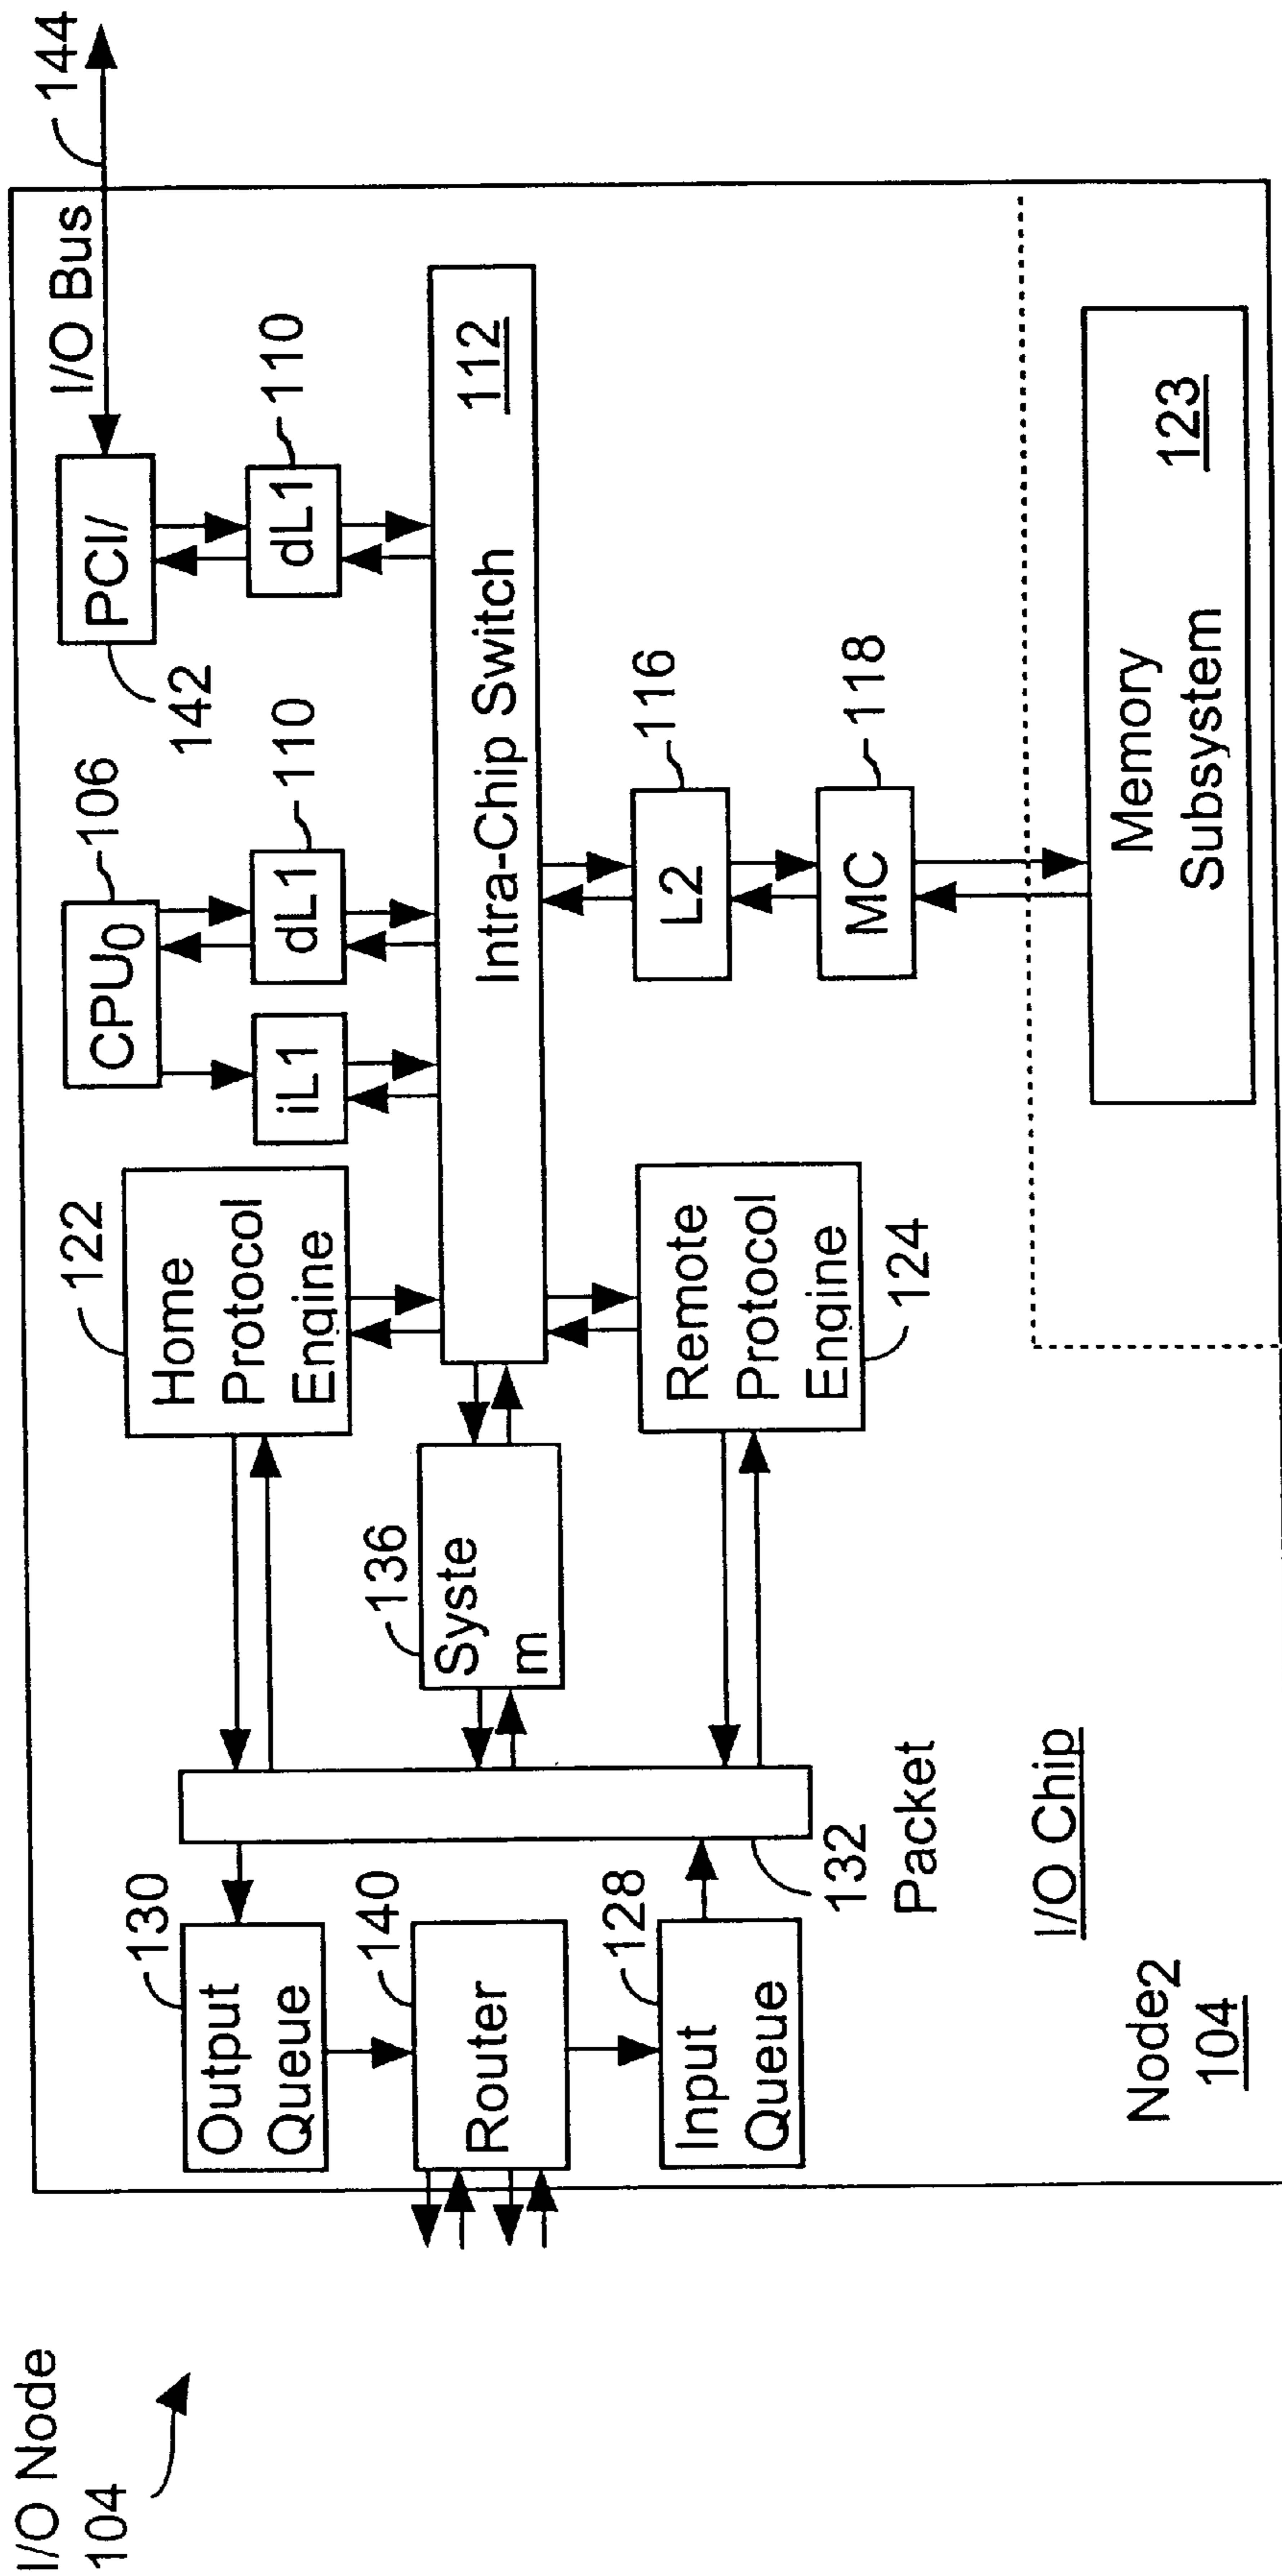 I/O Node
104
144
I/O Bus
PCI/
142
dL1
110
CPU0
106
dL1
110
iL1
Home
Protocol
Engine
122
Intra-Chip Switch
112
System
136
L2
116
MC
118
Remote
Protocol
Engine
124
Memory
Subsystem
123
Output
Queue
130
Router
140
Input
Queue
128
132
Packet
I/O Chip
Node2
104